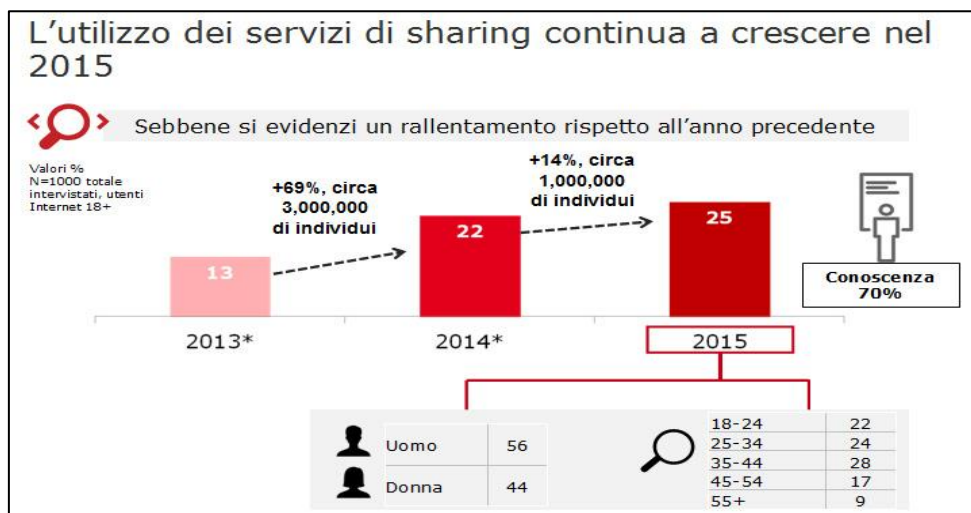 L'utilizzo dei servizi di sharing continua a crescere nel
2015
Sebbene si evidenzi un rallentamento rispetto all'anno precedente
Valori %
N=1000 totale
intervistati, utenti
Internet 18+
+69%, circa
3,000,000
di individui
+14%, circa
1,000,000
di individui
13
22
25
Conoscenza
70%
2013*
2014*
2015
Uomo 56
Donna 44
18-24 22
25-34 24
35-44 28
45-54 17
55+ 9